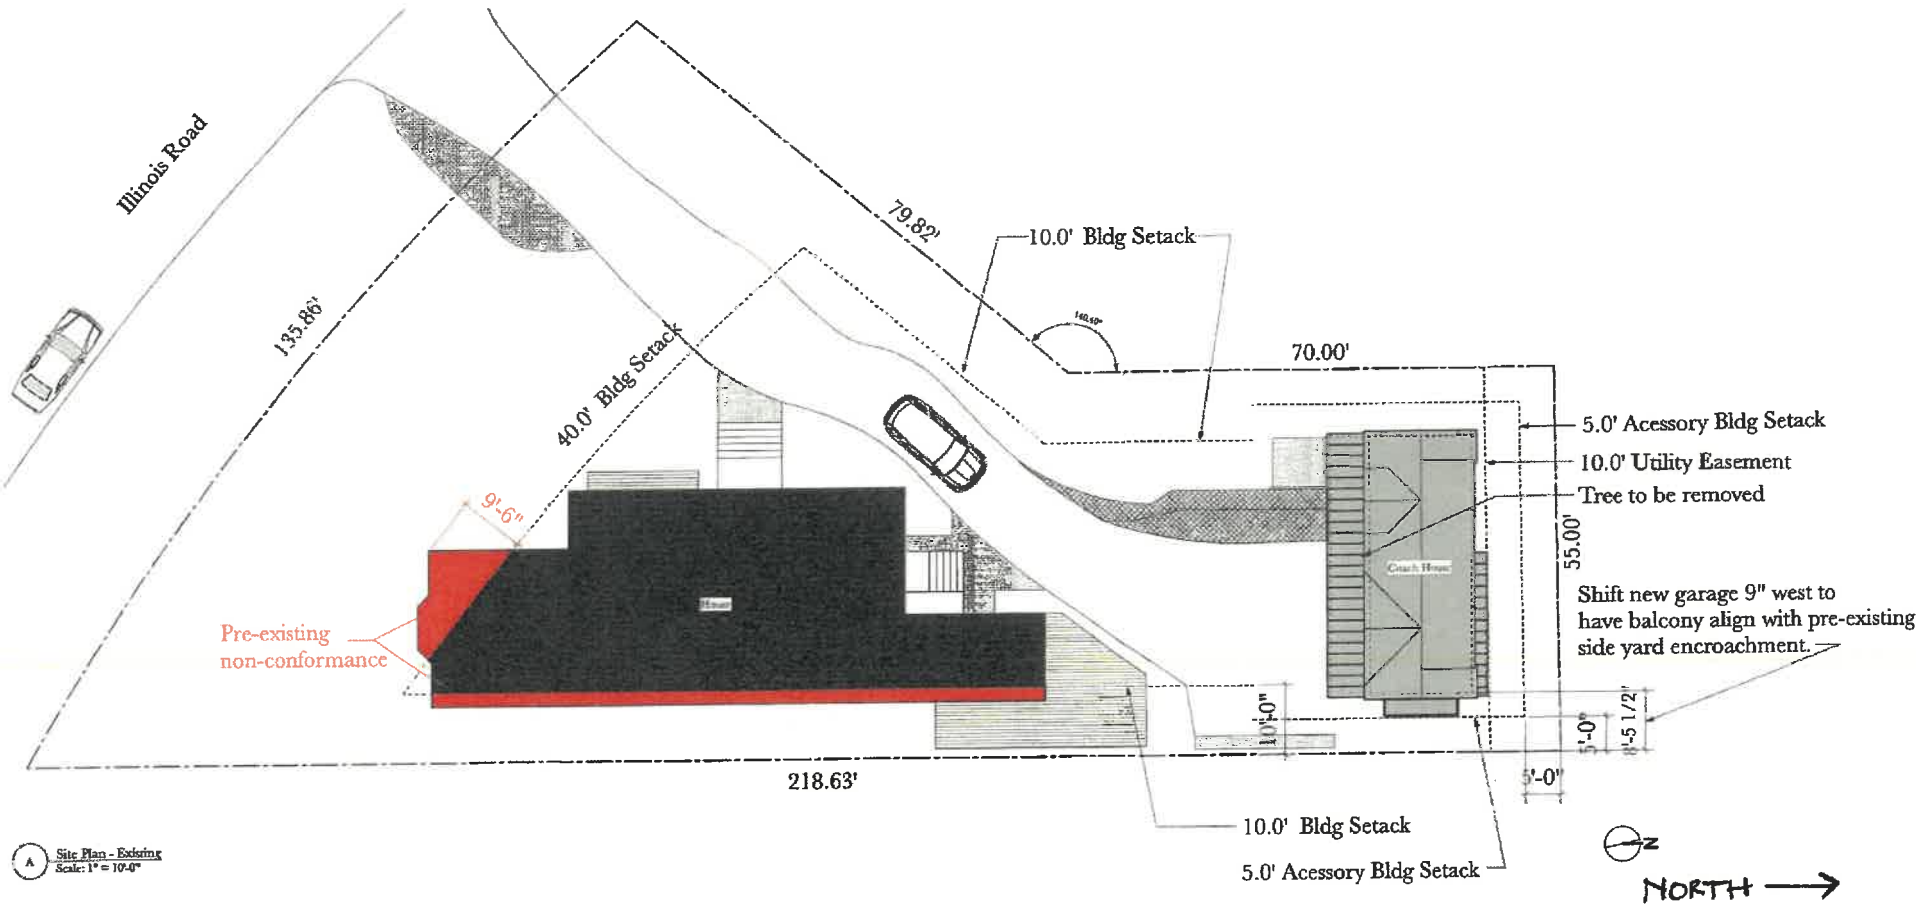 Illinois Road
135.86'
79.82'
10.0' Bldg Setack
40.0' Bldg Setack
70.00'
5.0' Acessory Bldg Setack
10.0' Utility Easement
Tree to be removed
55.00'
9'-6"
House
Coach House
Pre-existing
non-conformance
Shift new garage 9" west to
have balcony align with pre-existing
side yard encroachment.
10'-0"
5'-0"
8'-5 1/2"
5'-0"
218.63'
10.0' Bldg Setack
5.0' Acessory Bldg Setack
A
Site Plan - Existing
Scale: 1" = 10'-0"
N
NORTH